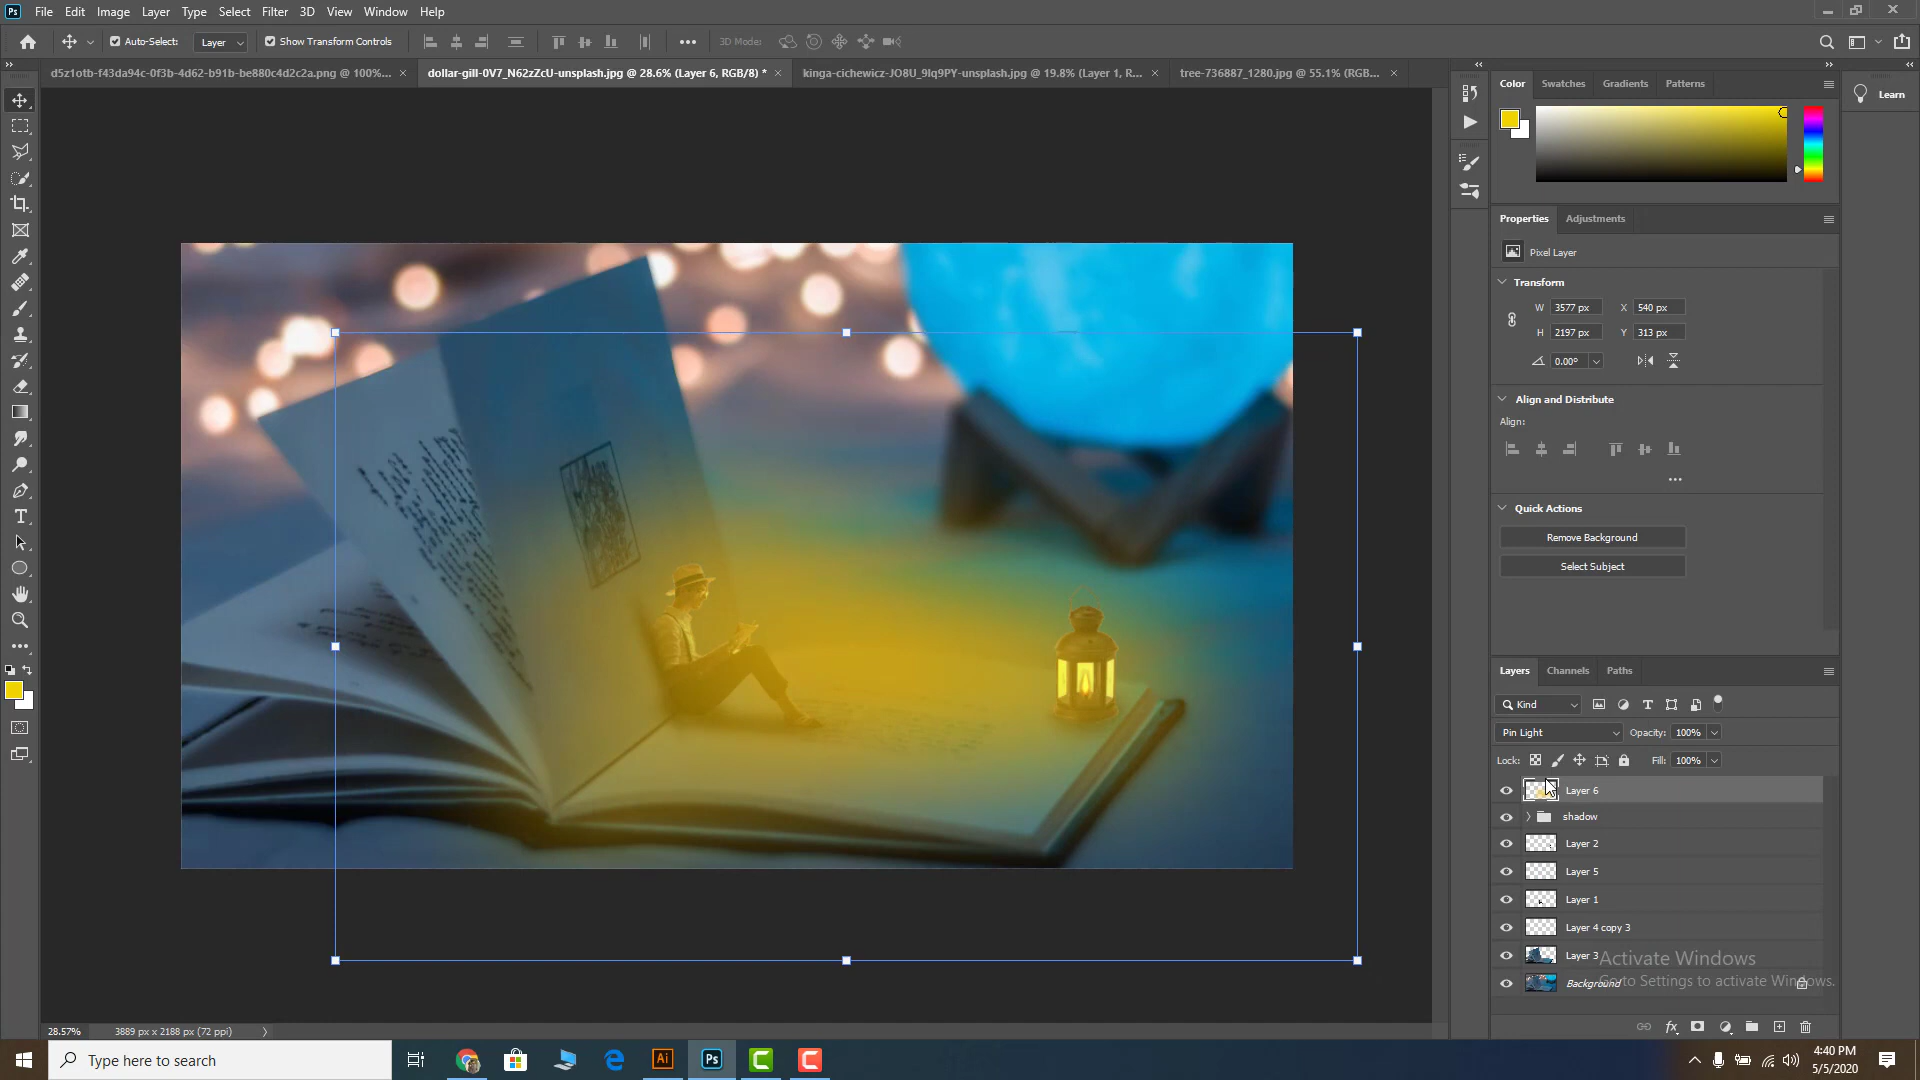 File Edit Image Layer Type Select Filter 3D View Window Help
Auto-Select: Layer Show Transform Controls 3D Mode:
d5z1otb-f43da94c-0f3b-4d62-b91b-be880c4d2c2a.png @ 100%...
dollar-gill-0V7_N62zZcU-unsplash.jpg @ 28.6% (Layer 6, RGB/8) *
kinga-cichewicz-JO8U_9lq9PY-unsplash.jpg @ 19.8% (Layer 1, R...
tree-736887_1280.jpg @ 55.1% (RGB...
Color Swatches Gradients Patterns
Learn
Properties Adjustments
Pixel Layer
Transform
W 3577 px X 540 px
H 2197 px Y 313 px
0.00°
Align and Distribute
Align:
Quick Actions
Remove Background
Select Subject
Layers Channels Paths
Kind
Pin Light Opacity: 100%
Lock: Fill: 100%
Layer 6
shadow
Layer 2
Layer 5
Layer 1
Layer 4 copy 3
Layer 3
Background
Activate Windows
Go to Settings to activate Windows.
28.57% 3889 px x 2188 px (72 ppi)
Type here to search
4:40 PM
5/5/2020